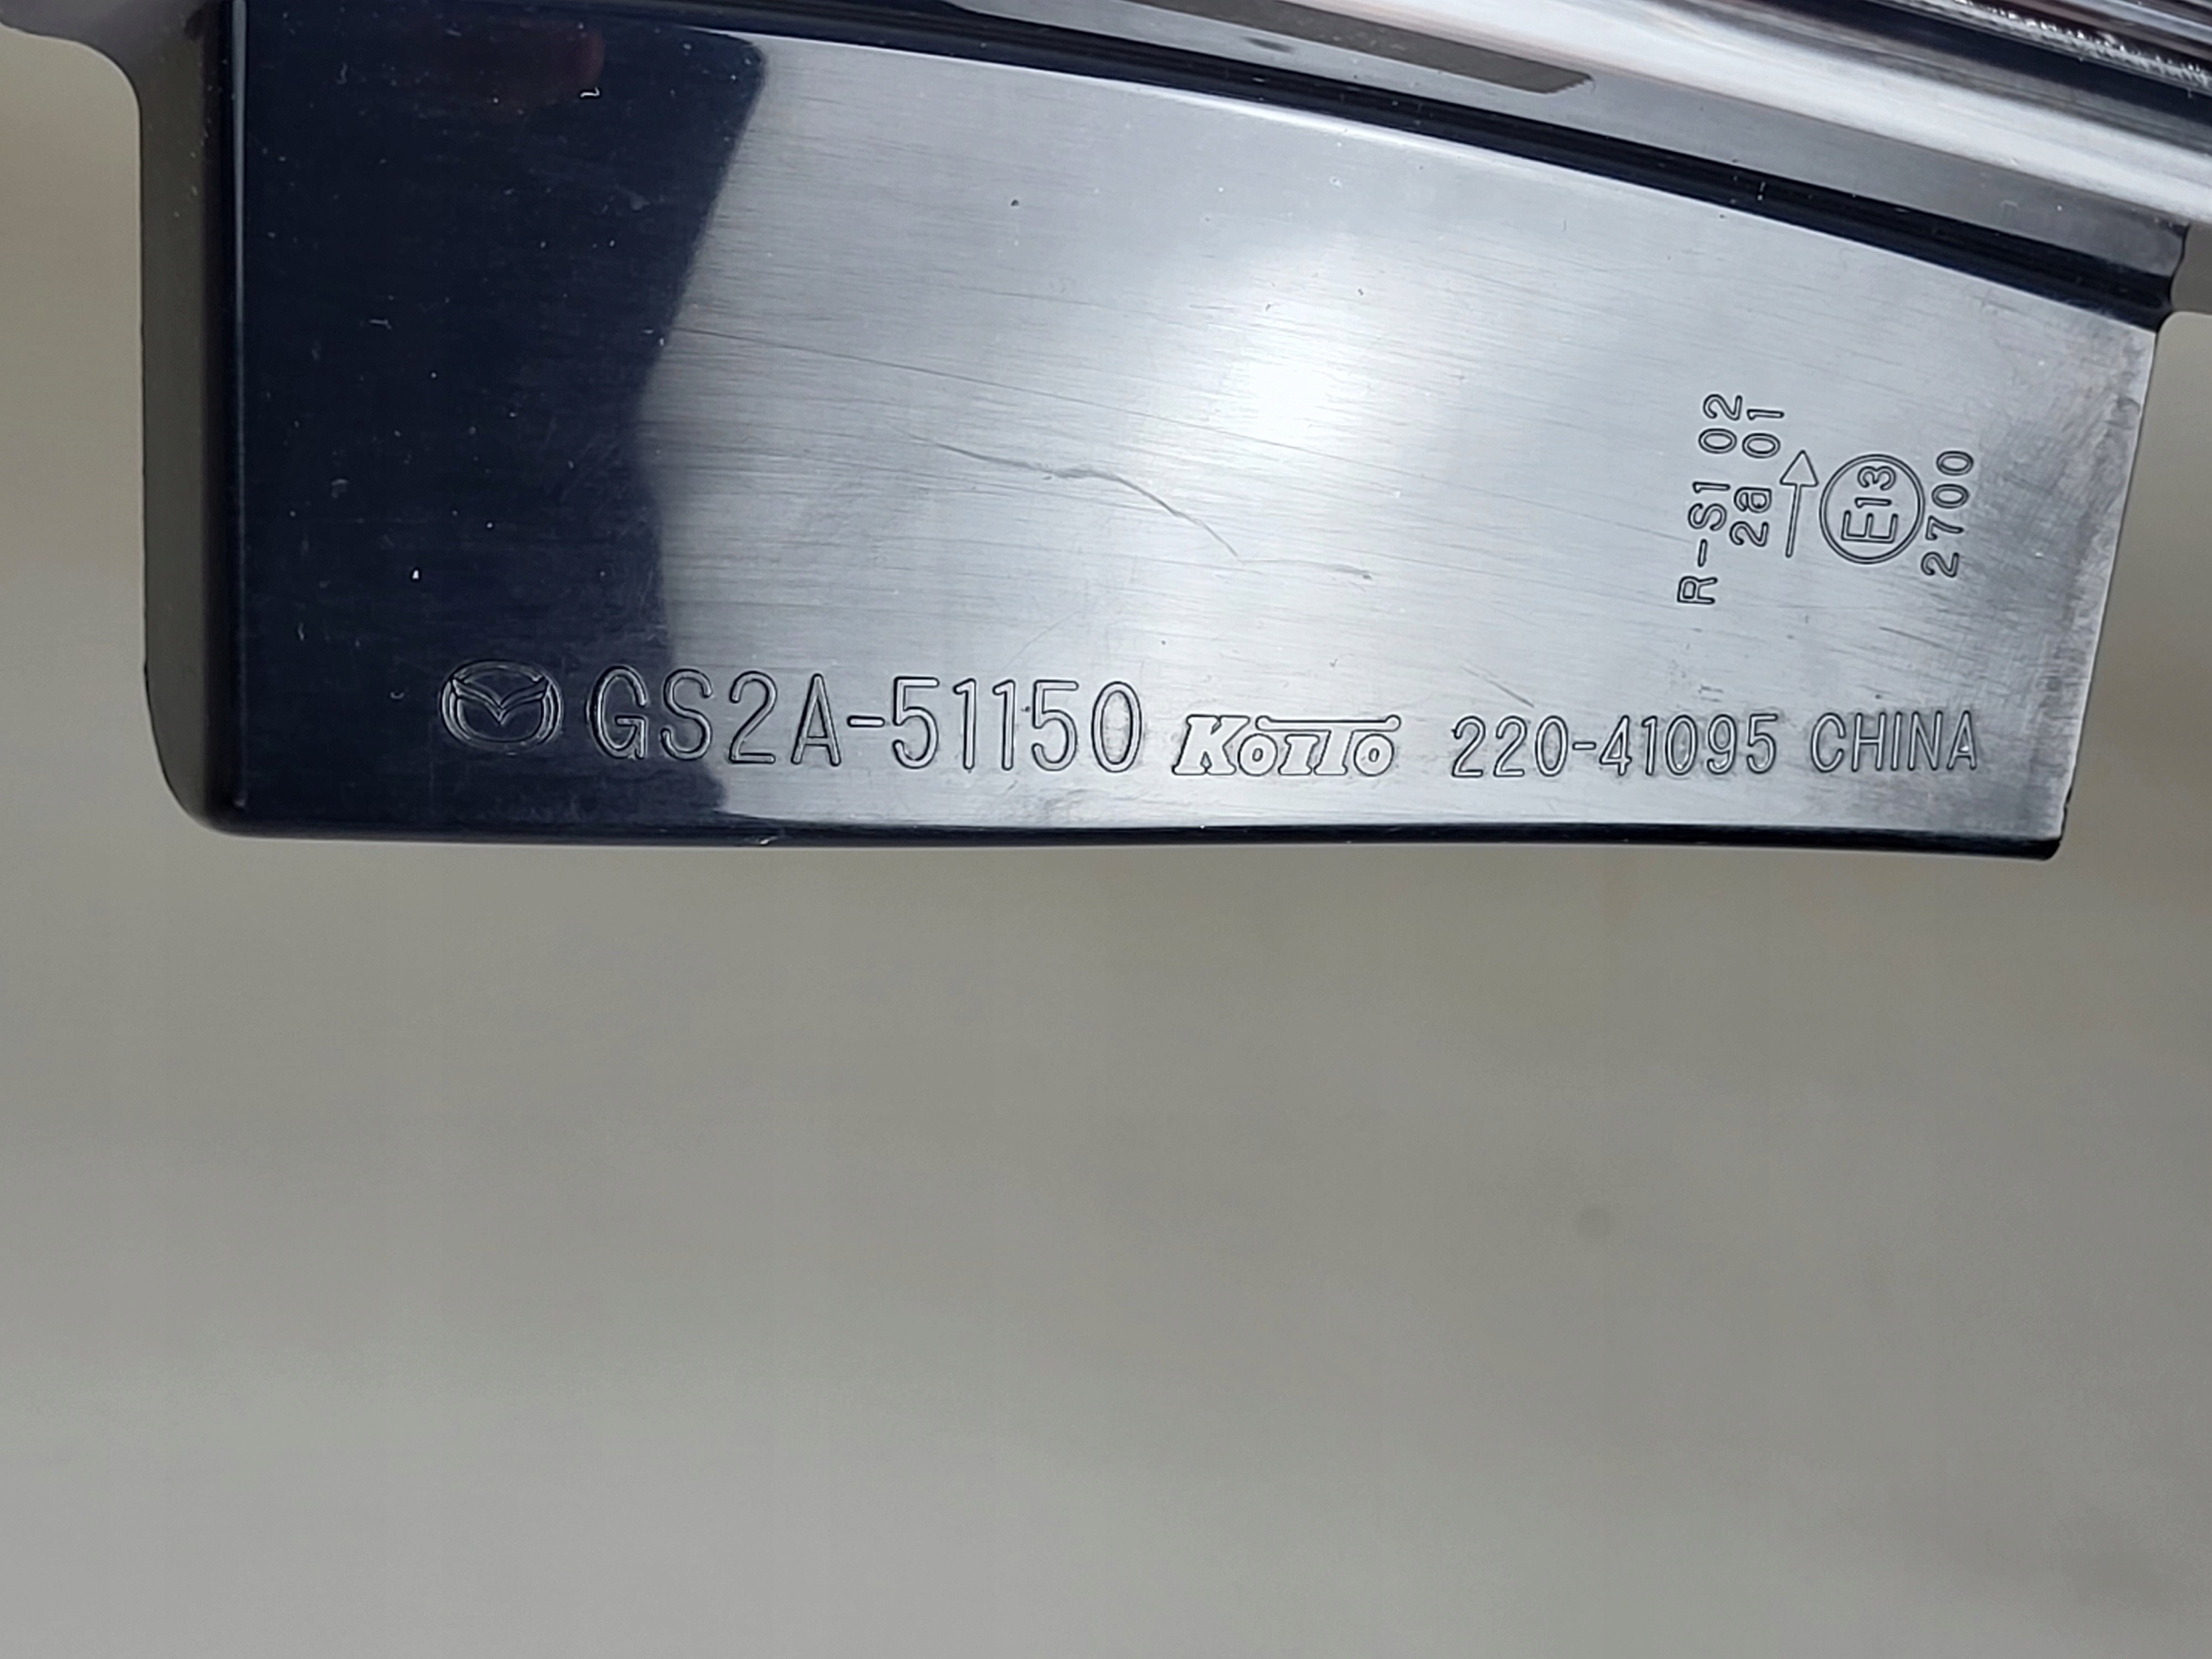 GS2A-51150 KOITO 220-41095 CHINA
R-S1 02
2a 01
E13
2700